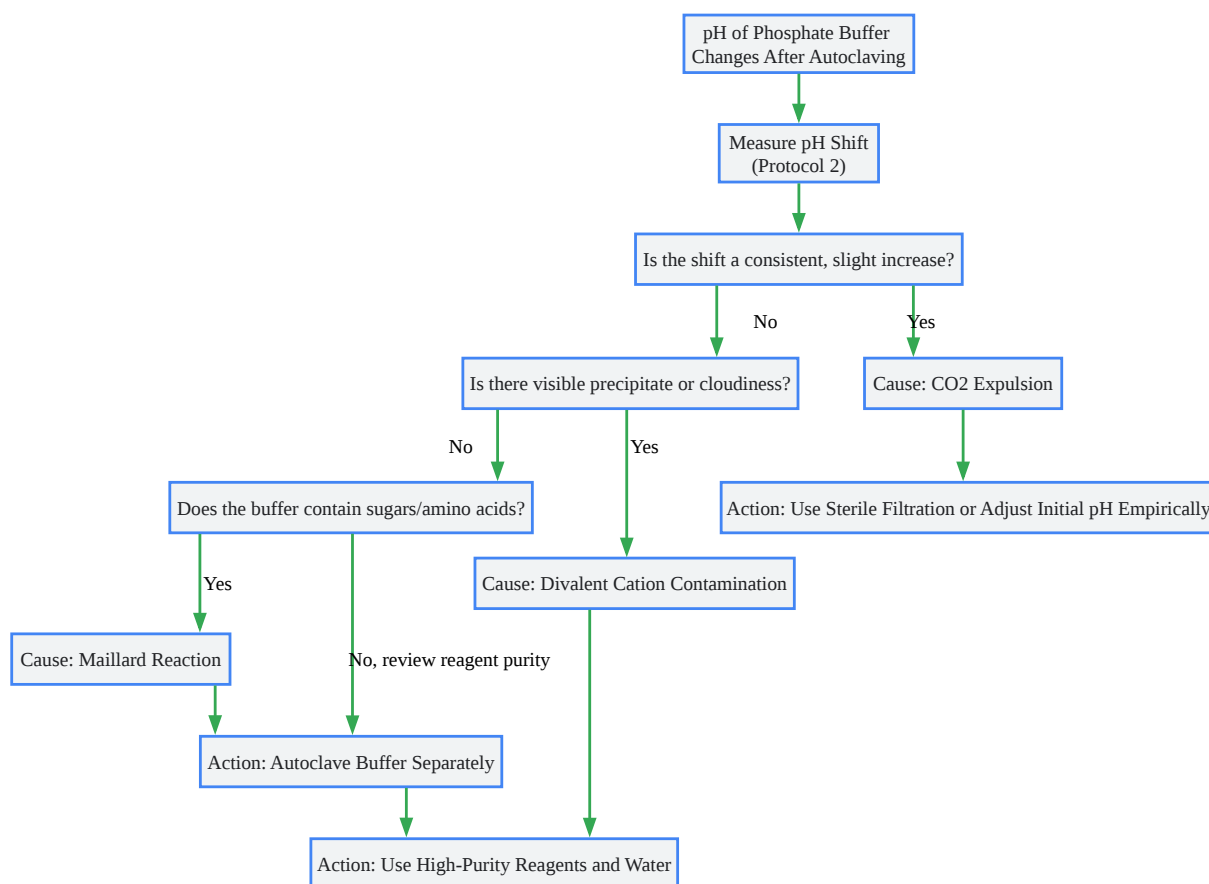 pH of Phosphate Buffer
Changes After Autoclaving
Measure pH Shift
(Protocol 2)
Is the shift a consistent, slight increase?
No
Yes
Is there visible precipitate or cloudiness?
Cause: CO2 Expulsion
No
Yes
Does the buffer contain sugars/amino acids?
Action: Use Sterile Filtration or Adjust Initial pH Empirically
Yes
Cause: Divalent Cation Contamination
Cause: Maillard Reaction
No, review reagent purity
Action: Autoclave Buffer Separately
Action: Use High-Purity Reagents and Water